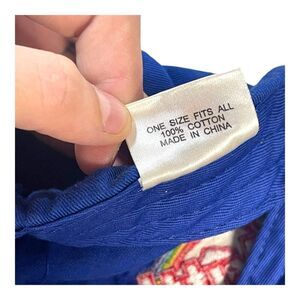 ONE SIZE FITS ALL
100% COTTON
MADE IN CHINA